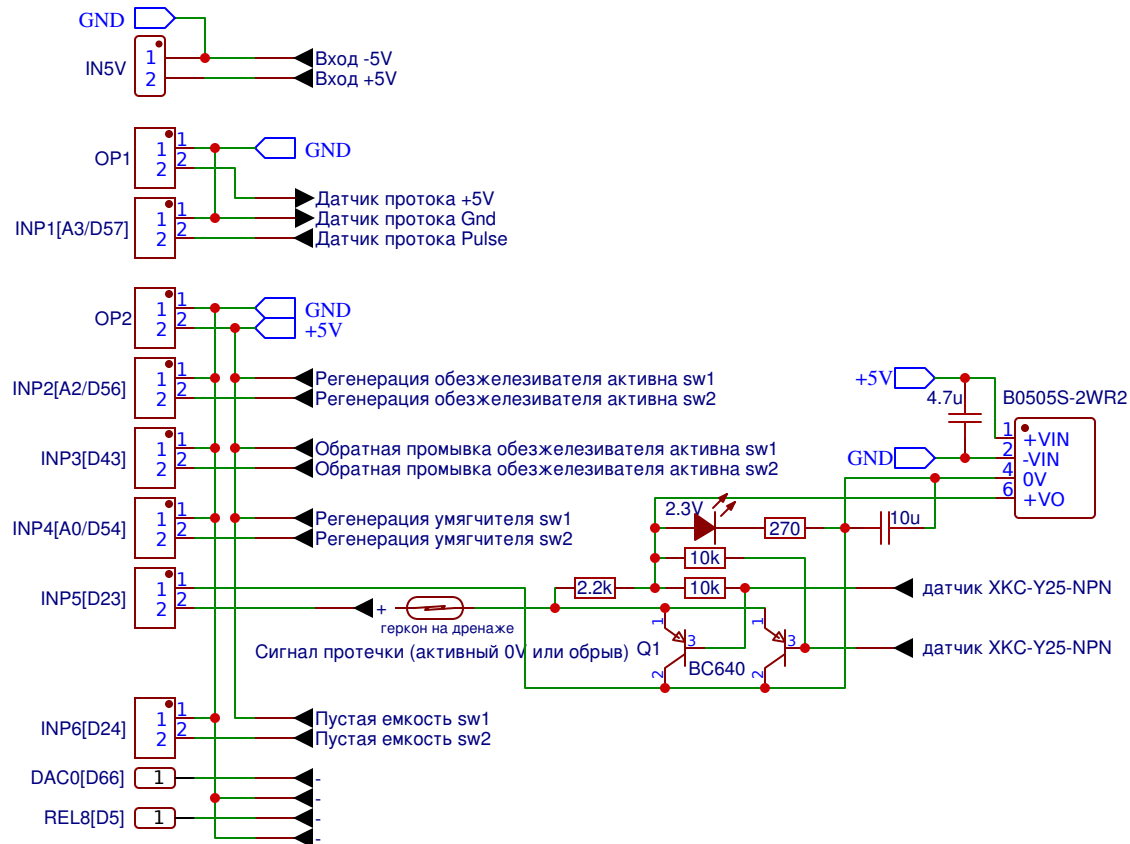 GND
IN5V
1
2
Вход -5V
Вход +5V
OP1
1 1
2 2
GND
Датчик протока +5V
INP1[A3/D57]
1 1
2 2
Датчик протока Gnd
Датчик протока Pulse
OP2
1 1
2 2
GND
+5V
INP2[A2/D56]
1 1
2 2
Регенерация обезжелезивателя активна sw1
Регенерация обезжелезивателя активна sw2
INP3[D43]
1 1
2 2
Обратная промывка обезжелезивателя активна sw1
Обратная промывка обезжелезивателя активна sw2
INP4[A0/D54]
1 1
2 2
Регенерация умягчителя sw1
Регенерация умягчителя sw2
+5V
4.7u
B0505S-2WR2
GND
1 +VIN
2 -VIN
4 0V
6 +VO
2.3V
270
10u
10k
2.2k
10k
INP5[D23]
1 1
2 2
+
геркон на дренаже
Сигнал протечки (активный 0V или обрыв)
Q1
1
3
2
BC640
1
3
2
датчик XKC-Y25-NPN
датчик XKC-Y25-NPN
INP6[D24]
1 1
2 2
Пустая емкость sw1
Пустая емкость sw2
DAC0[D66]
1
-
-
REL8[D5]
1
-
-